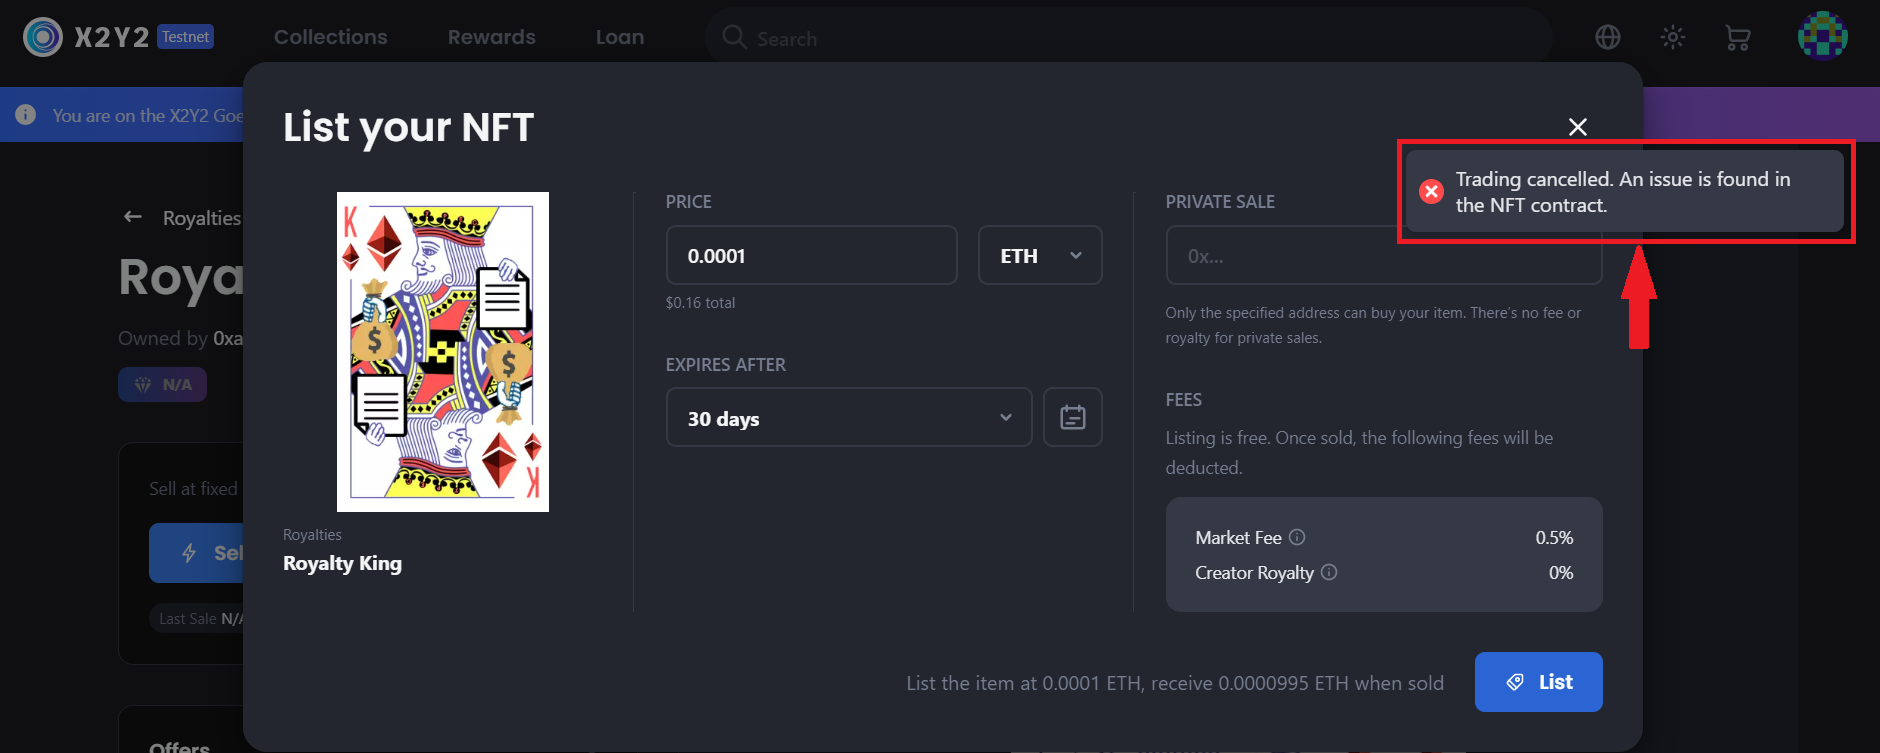 X2Y2 Testnet
Collections
Rewards
Loan
Search
You are on the X2Y2 Goe
List your NFT
Trading cancelled. An issue is found in
the NFT contract.
Royalties
Roya
Owned by 0xa
N/A
Sell at fixed
Sel
Last Sale N/A
Offers
K
$
$
K
Royalties
Royalty King
PRICE
0.0001
ETH
$0.16 total
EXPIRES AFTER
30 days
PRIVATE SALE
0x...
Only the specified address can buy your item. There's no fee or
royalty for private sales.
FEES
Listing is free. Once sold, the following fees will be
deducted.
Market Fee 0.5%
Creator Royalty 0%
List the item at 0.0001 ETH, receive 0.0000995 ETH when sold
List